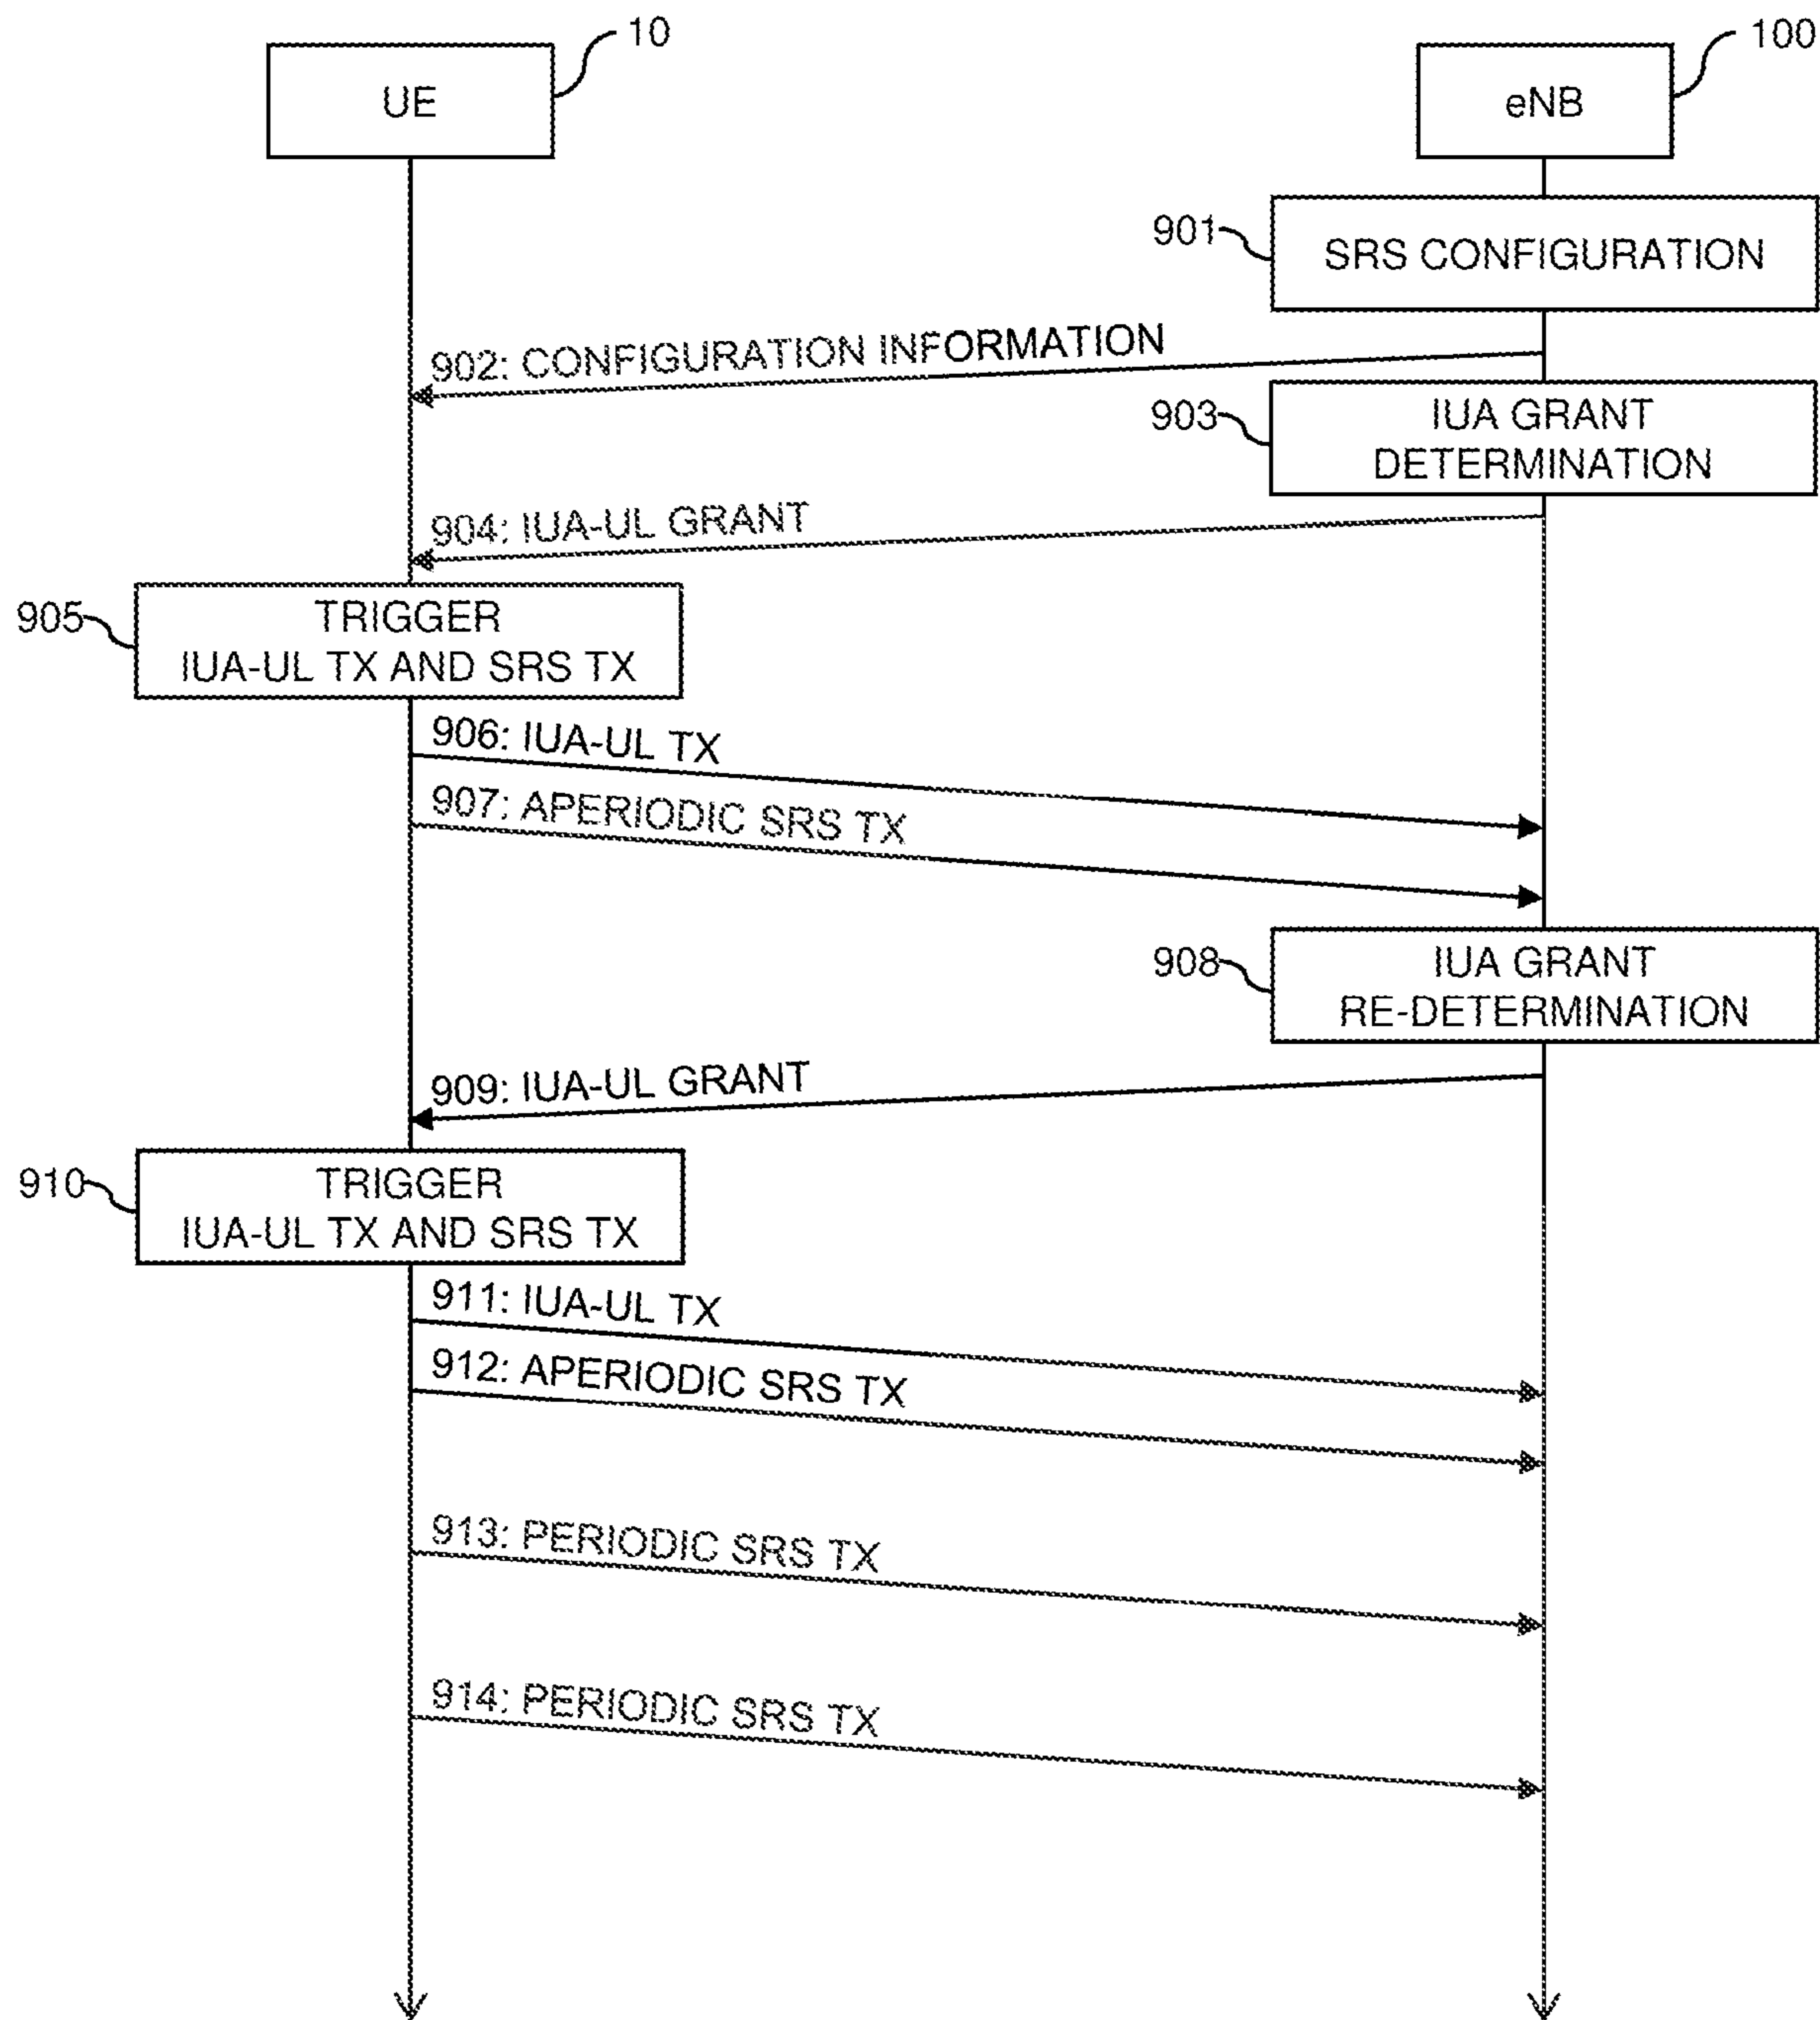 10
100
UE
eNB
901
SRS CONFIGURATION
902: CONFIGURATION INFORMATION
903
IUA GRANT
DETERMINATION
904: IUA-UL GRANT
905
TRIGGER
IUA-UL TX AND SRS TX
906: IUA-UL TX
907: APERIODIC SRS TX
908
IUA GRANT
RE-DETERMINATION
909: IUA-UL GRANT
910
TRIGGER
IUA-UL TX AND SRS TX
911: IUA-UL TX
912: APERIODIC SRS TX
913: PERIODIC SRS TX
914: PERIODIC SRS TX